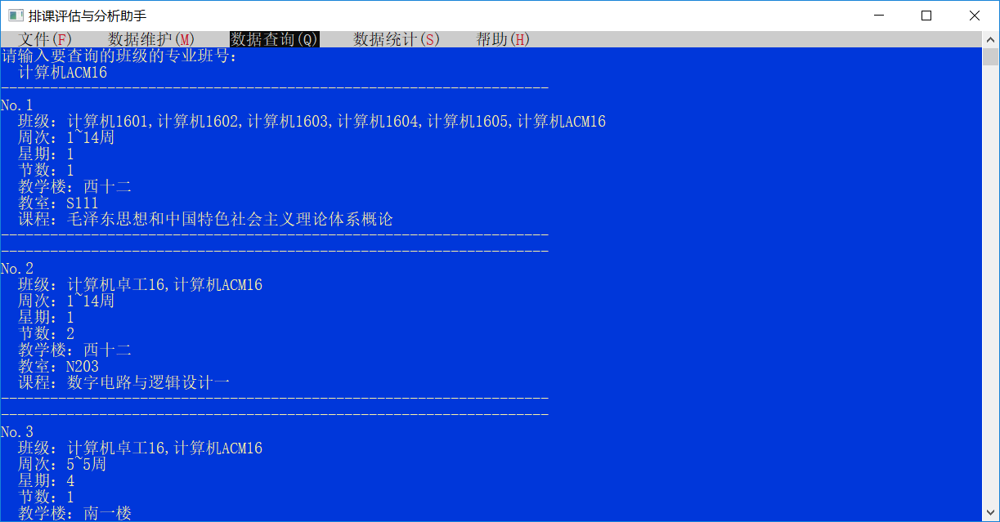 排课评估与分析助手
文件(F) 数据维护(M) 数据查询(Q) 数据统计(S) 帮助(H)
请输入要查询的班级的专业班号:
计算机ACM16
-------------------------------------------------------------------
No.1
班级: 计算机1601,计算机1602,计算机1603,计算机1604,计算机1605,计算机ACM16
周次: 1~14周
星期: 1
节数: 1
教学楼: 西十二
教室: S111
课程: 毛泽东思想和中国特色社会主义理论体系概论
-------------------------------------------------------------------
-------------------------------------------------------------------
No.2
班级: 计算机卓工16,计算机ACM16
周次: 1~14周
星期: 1
节数: 2
教学楼: 西十二
教室: N203
课程: 数字电路与逻辑设计一
-------------------------------------------------------------------
-------------------------------------------------------------------
No.3
班级: 计算机卓工16,计算机ACM16
周次: 5~5周
星期: 4
节数: 1
教学楼: 南一楼